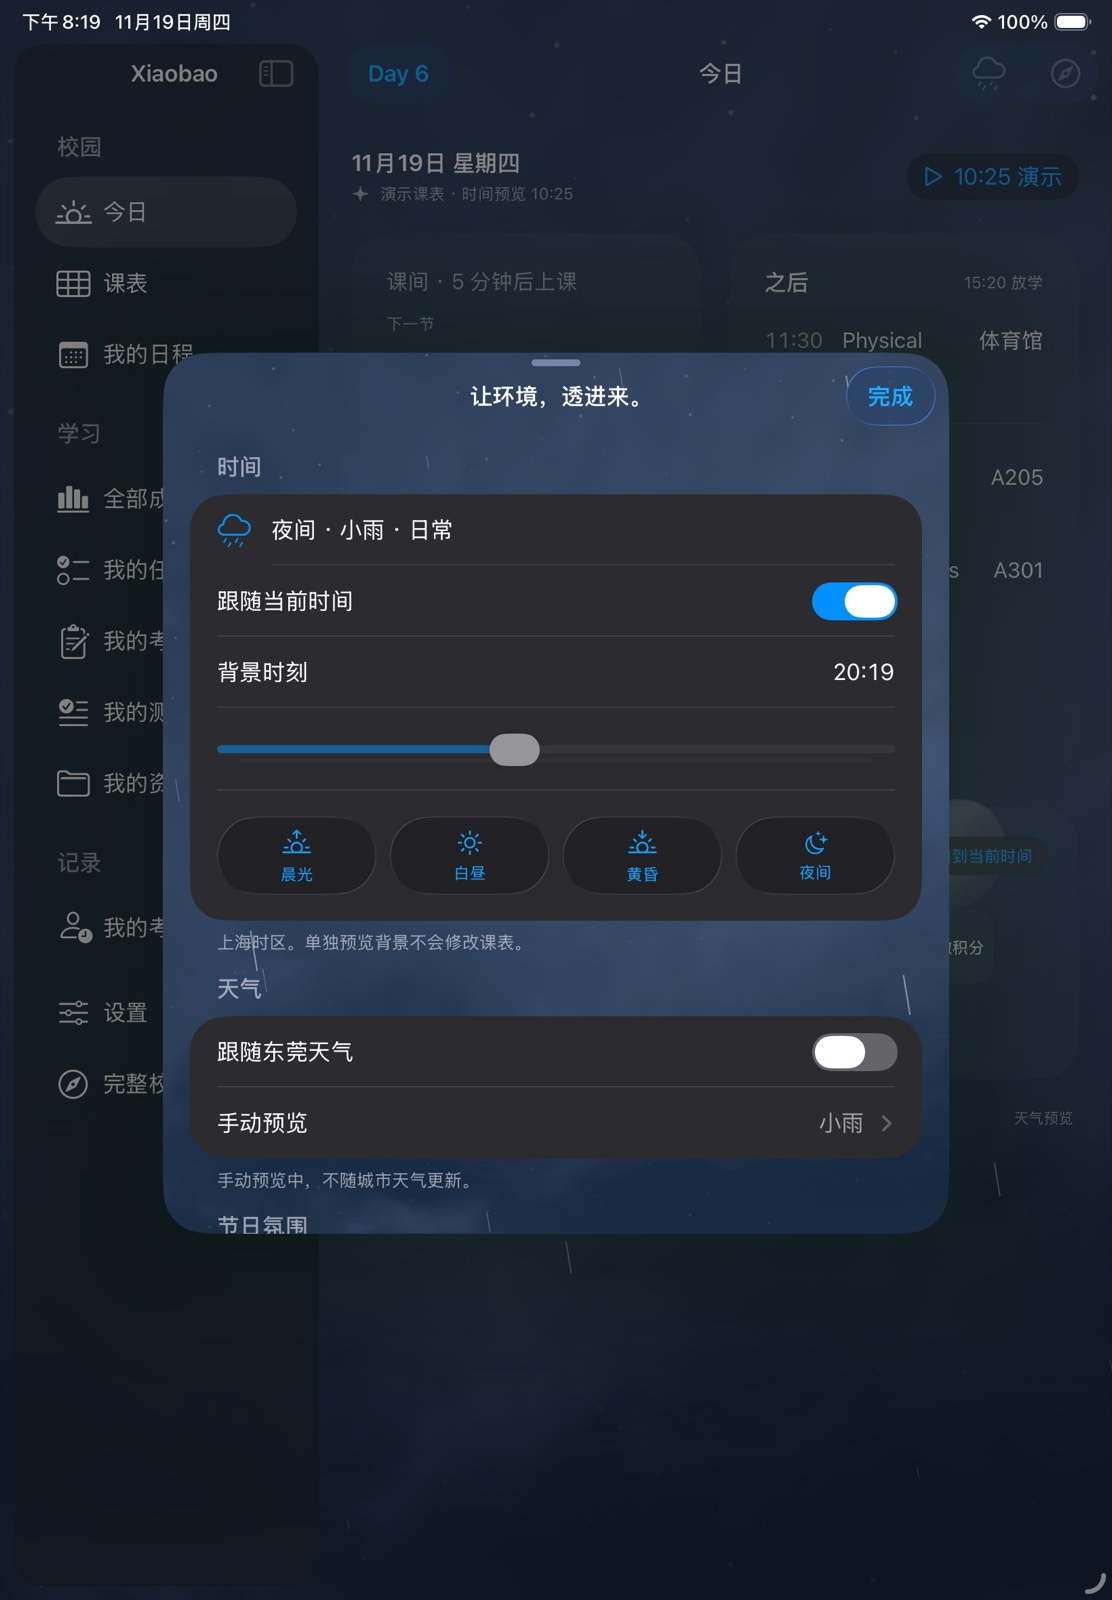 下午8:19 11月19日周四
100%
Xiaobao
Day 6
今日
校园
今日
课表
我的日程
学习
全部成
我的任
我的考
我的测
我的资
记录
我的考
设置
完整校
11月19日 星期四
演示课表 · 时间预览 10:25
10:25 演示
课间 · 5 分钟后上课
下一节
之后
15:20 放学
11:30 Physical 体育馆
A205
s A301
到当前时间
积分
天气预览
让环境，透进来。
完成
时间
夜间 · 小雨 · 日常
跟随当前时间
背景时刻 20:19
晨光
白昼
黄昏
夜间
上海时区。单独预览背景不会修改课表。
天气
跟随东莞天气
手动预览 小雨
手动预览中，不随城市天气更新。
节日氛围